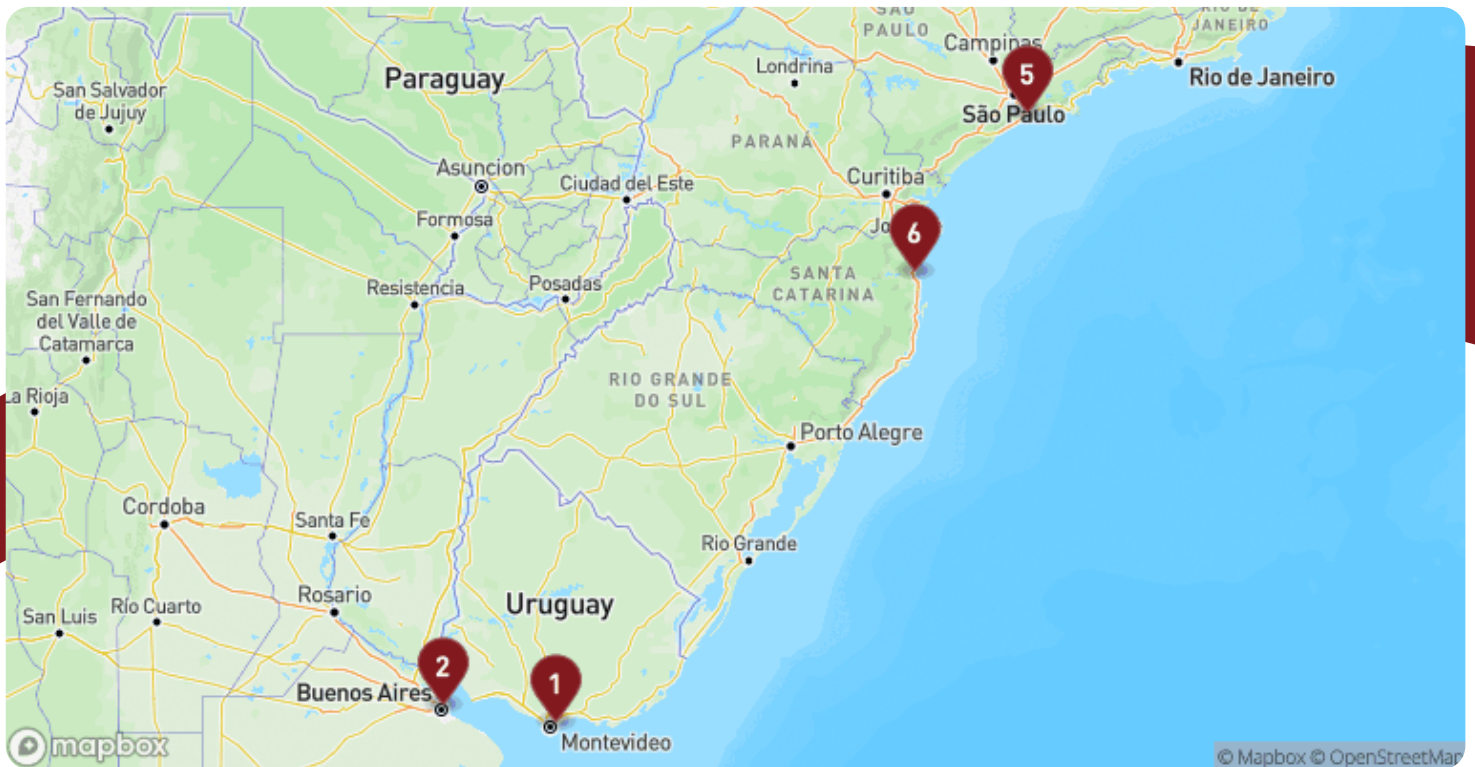 SÃO
PAULO
RIO DE
JANEIRO
Campinas
5
Londrina
Rio de Janeiro
Paraguay
San Salvador
de Jujuy
São Paulo
PARANÁ
Asuncion
Ciudad del Este
Curitiba
Formosa
6
SANTA
CATARINA
Resistencia
Posadas
San Fernando
del Valle de
Catamarca
RIO GRANDE
DO SUL
La Rioja
Porto Alegre
Cordoba
Santa Fe
Rio Grande
Rosario
Uruguay
San Luis
Río Cuarto
2
1
Buenos Aires
Montevideo
mapbox
© Mapbox © OpenStreetMap